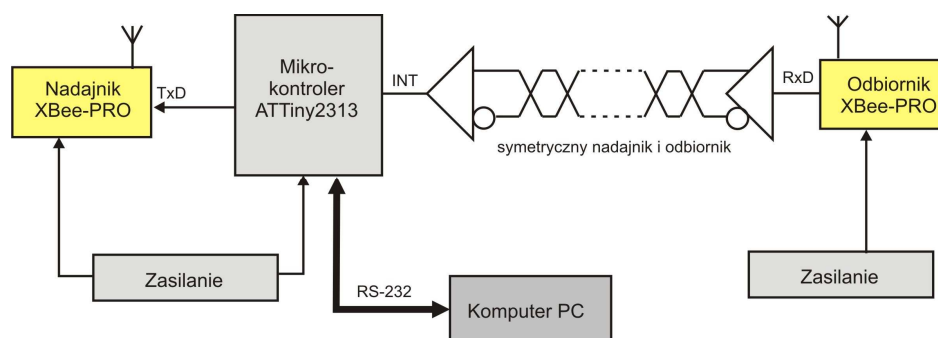 Nadajnik
XBee-PRO
TxD
Mikro-
kontroler
ATTiny2313
INT
symetryczny nadajnik i odbiornik
RxD
Odbiornik
XBee-PRO
Zasilanie
RS-232
Komputer PC
Zasilanie